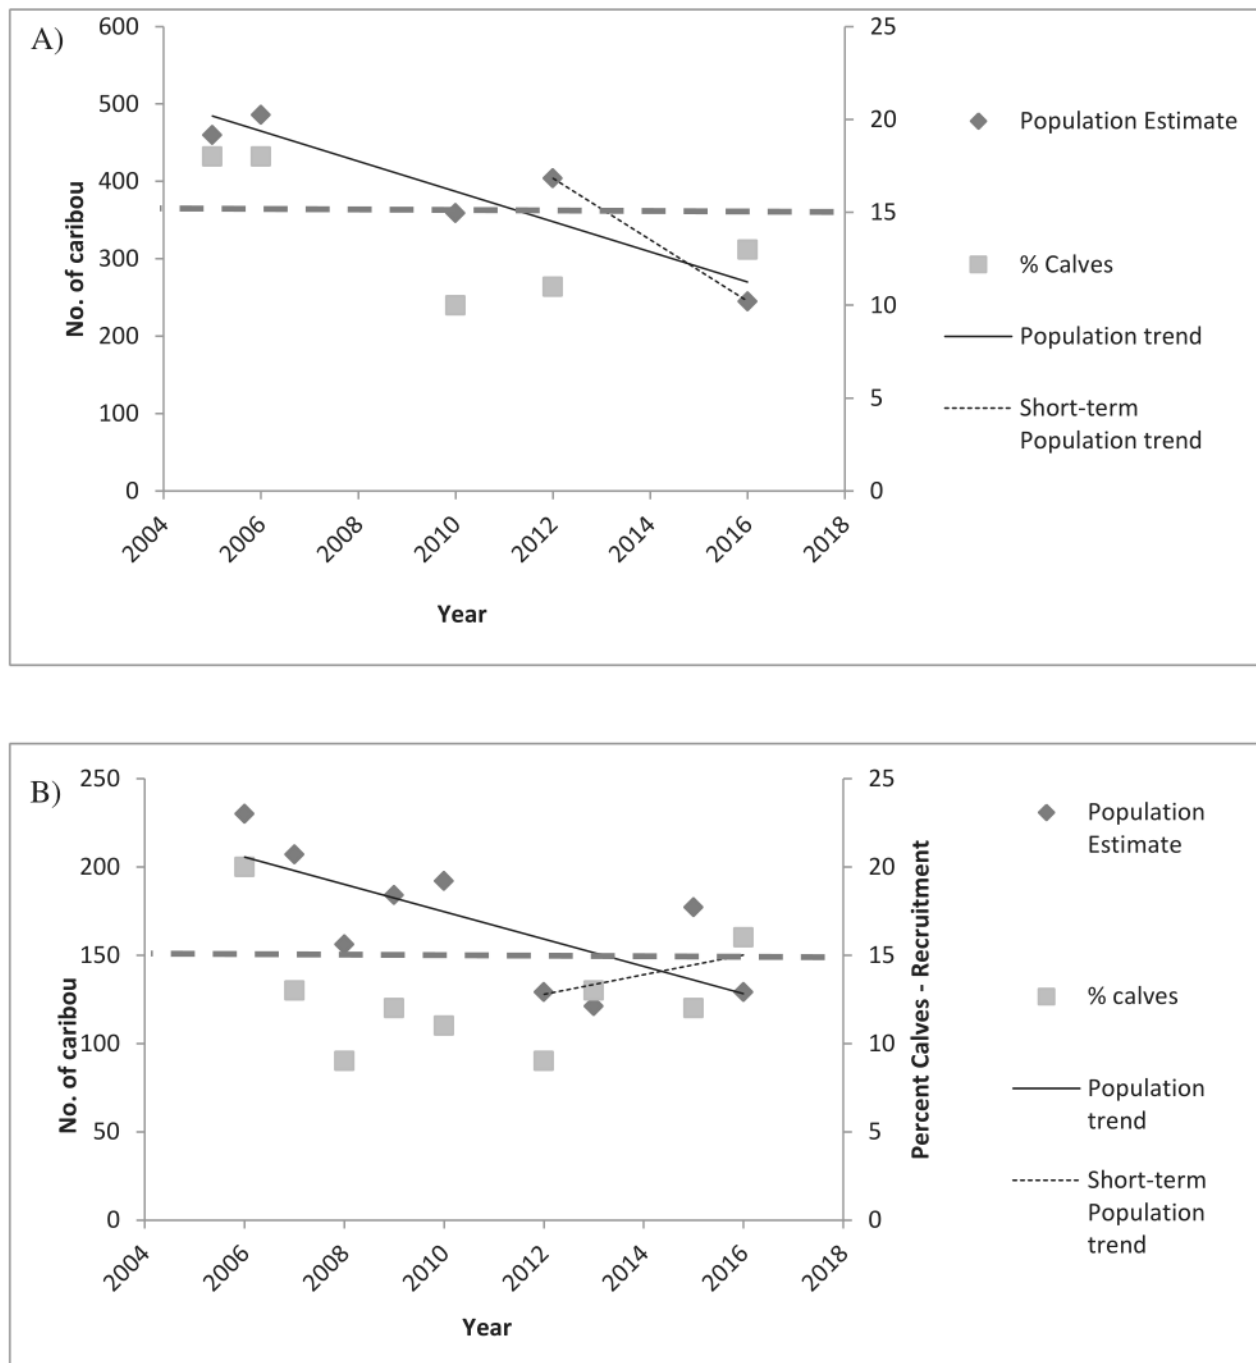 A)
600
500
400
300
200
100
0
No. of caribou
25
20
15
10
5
0
2004
2006
2008
2010
2012
2014
2016
2018
Year
Population Estimate
% Calves
Population trend
Short-term
Population trend
B)
250
200
150
100
50
0
No. of caribou
25
20
15
10
5
0
Percent Calves - Recruitment
2004
2006
2008
2010
2012
2014
2016
2018
Year
Population
Estimate
% calves
Population
trend
Short-term
Population
trend